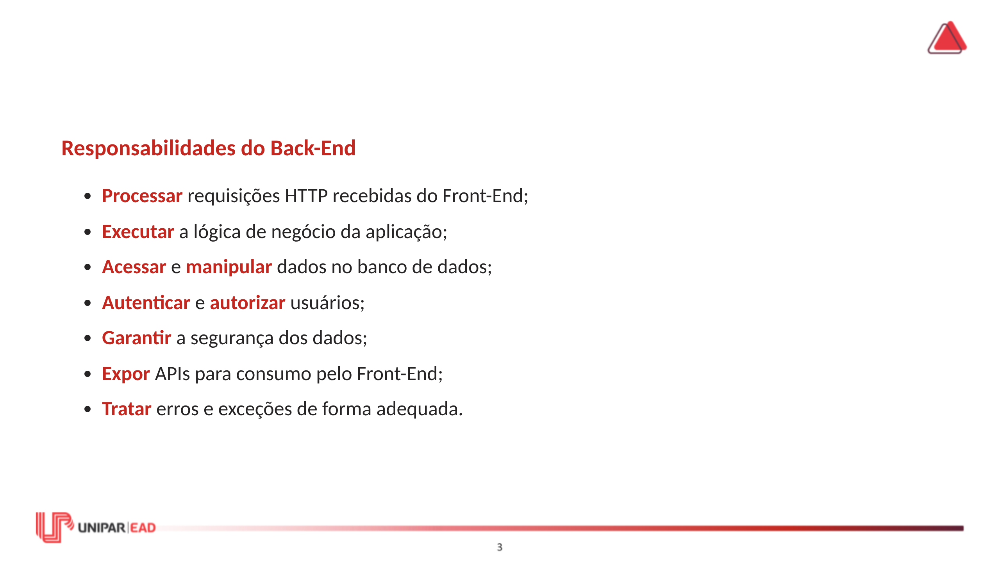 Responsabilidades do Back-End
• Processar requisições HTTP recebidas do Front-End;
• Executar a lógica de negócio da aplicação;
• Acessar e manipular dados no banco de dados;
• Autenticar e autorizar usuários;
• Garantir a segurança dos dados;
• Expor APIs para consumo pelo Front-End;
• Tratar erros e exceções de forma adequada.
UNIPAR|EAD
3